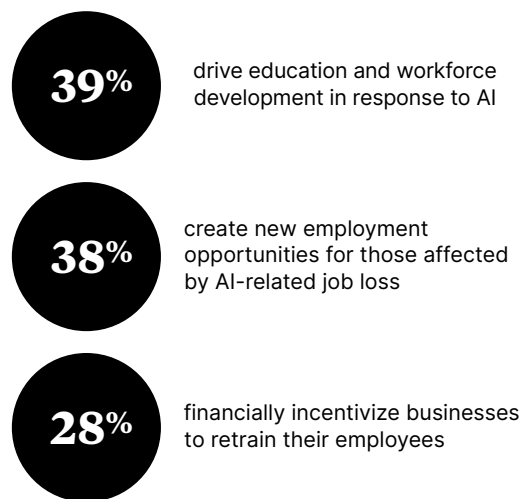 39%
drive education and workforce
development in response to AI
38%
create new employment
opportunities for those affected
by AI-related job loss
28%
financially incentivize businesses
to retrain their employees